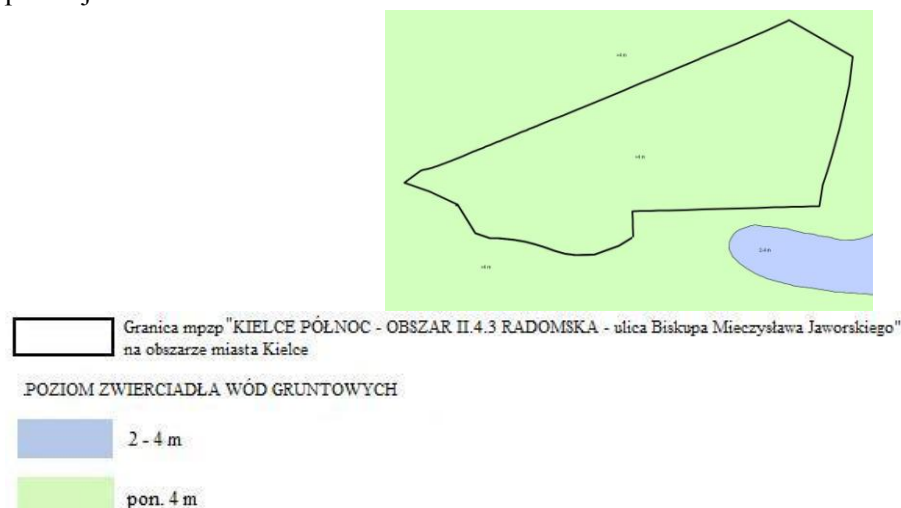 Granica mpzp "KIELCE PÓŁNOC - OBSZAR II.4.3 RADOMSKA - ulica Biskupa Mieczysława Jaworskiego"
na obszarze miasta Kielce
POZIOM ZWIERCIADŁA WÓD GRUNTOWYCH
2 - 4 m
pon. 4 m